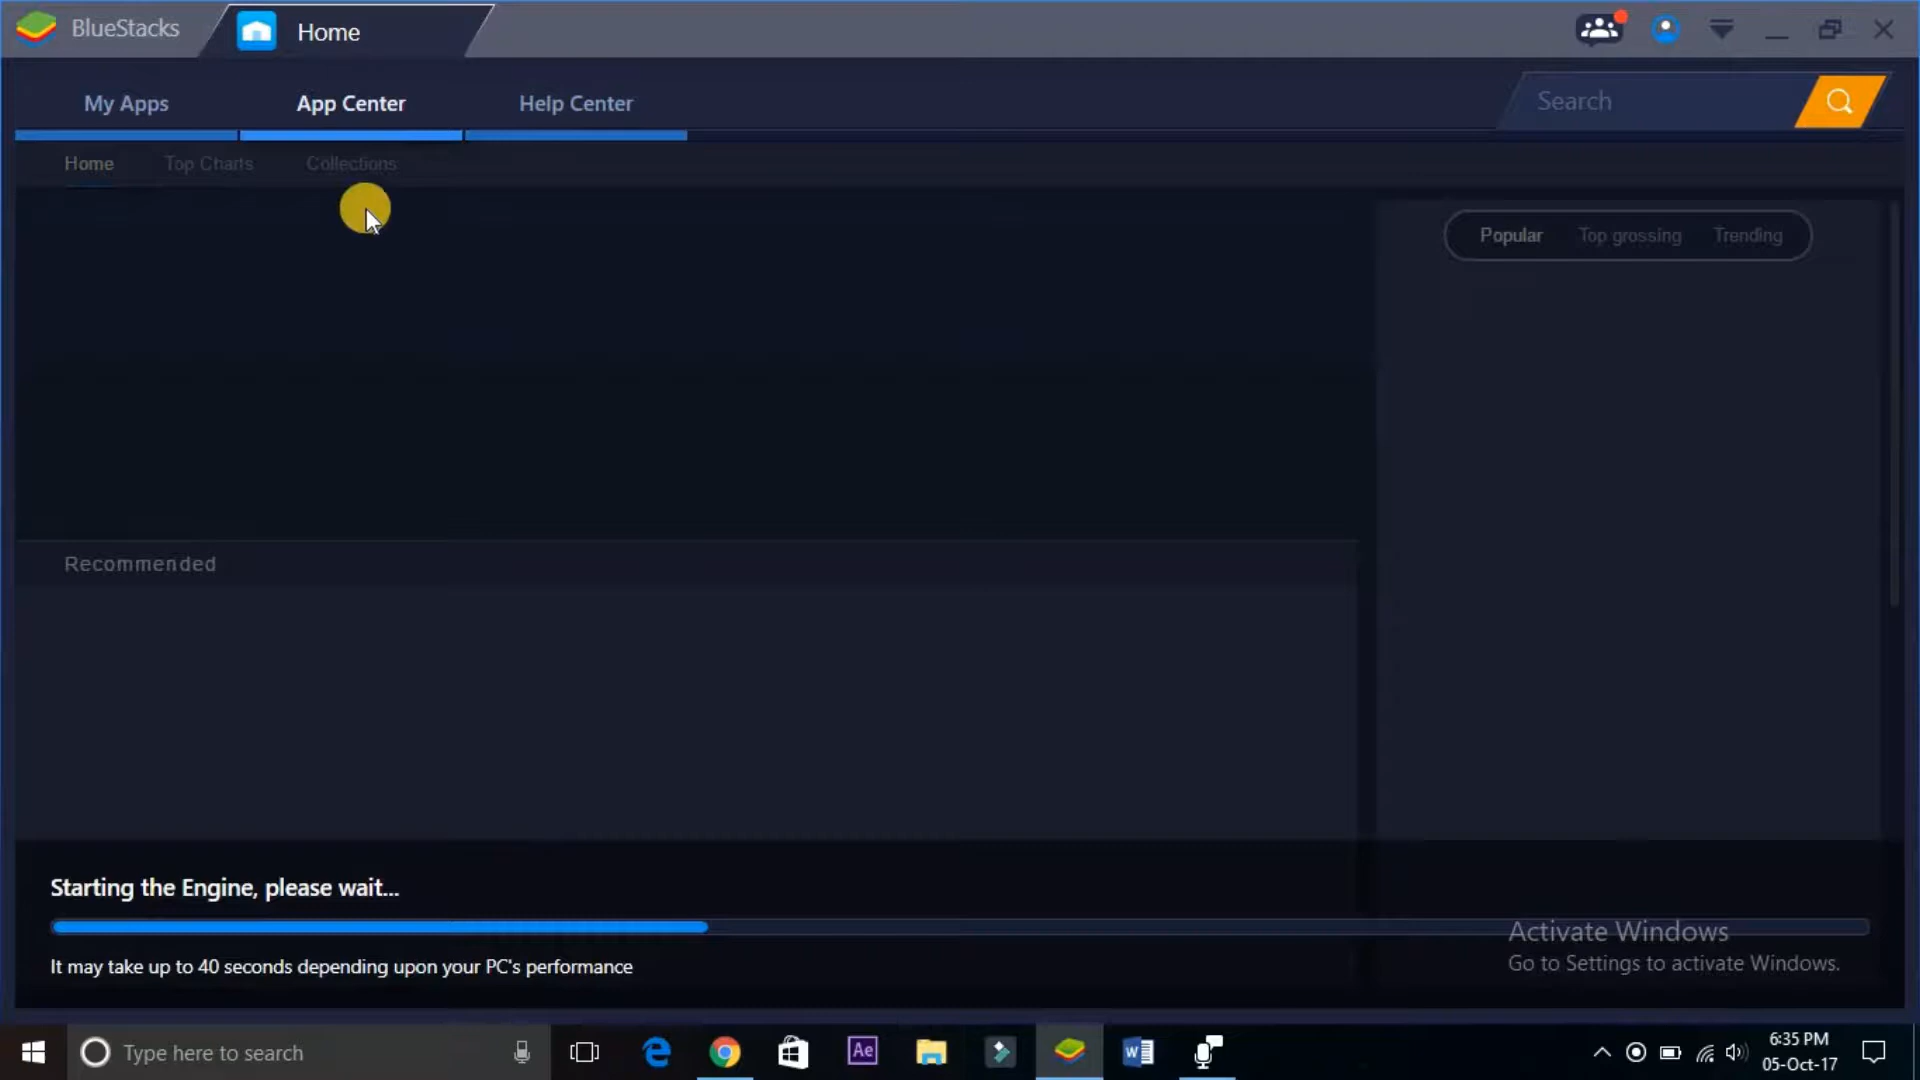 BlueStacks
Home
My Apps
App Center
Help Center
Search
Home
Top Charts
Collections
Popular
Top grossing
Trending
Recommended
Starting the Engine, please wait...
It may take up to 40 seconds depending upon your PC's performance
Activate Windows
Go to Settings to activate Windows.
Type here to search
Ae
6:35 PM
05-Oct-17